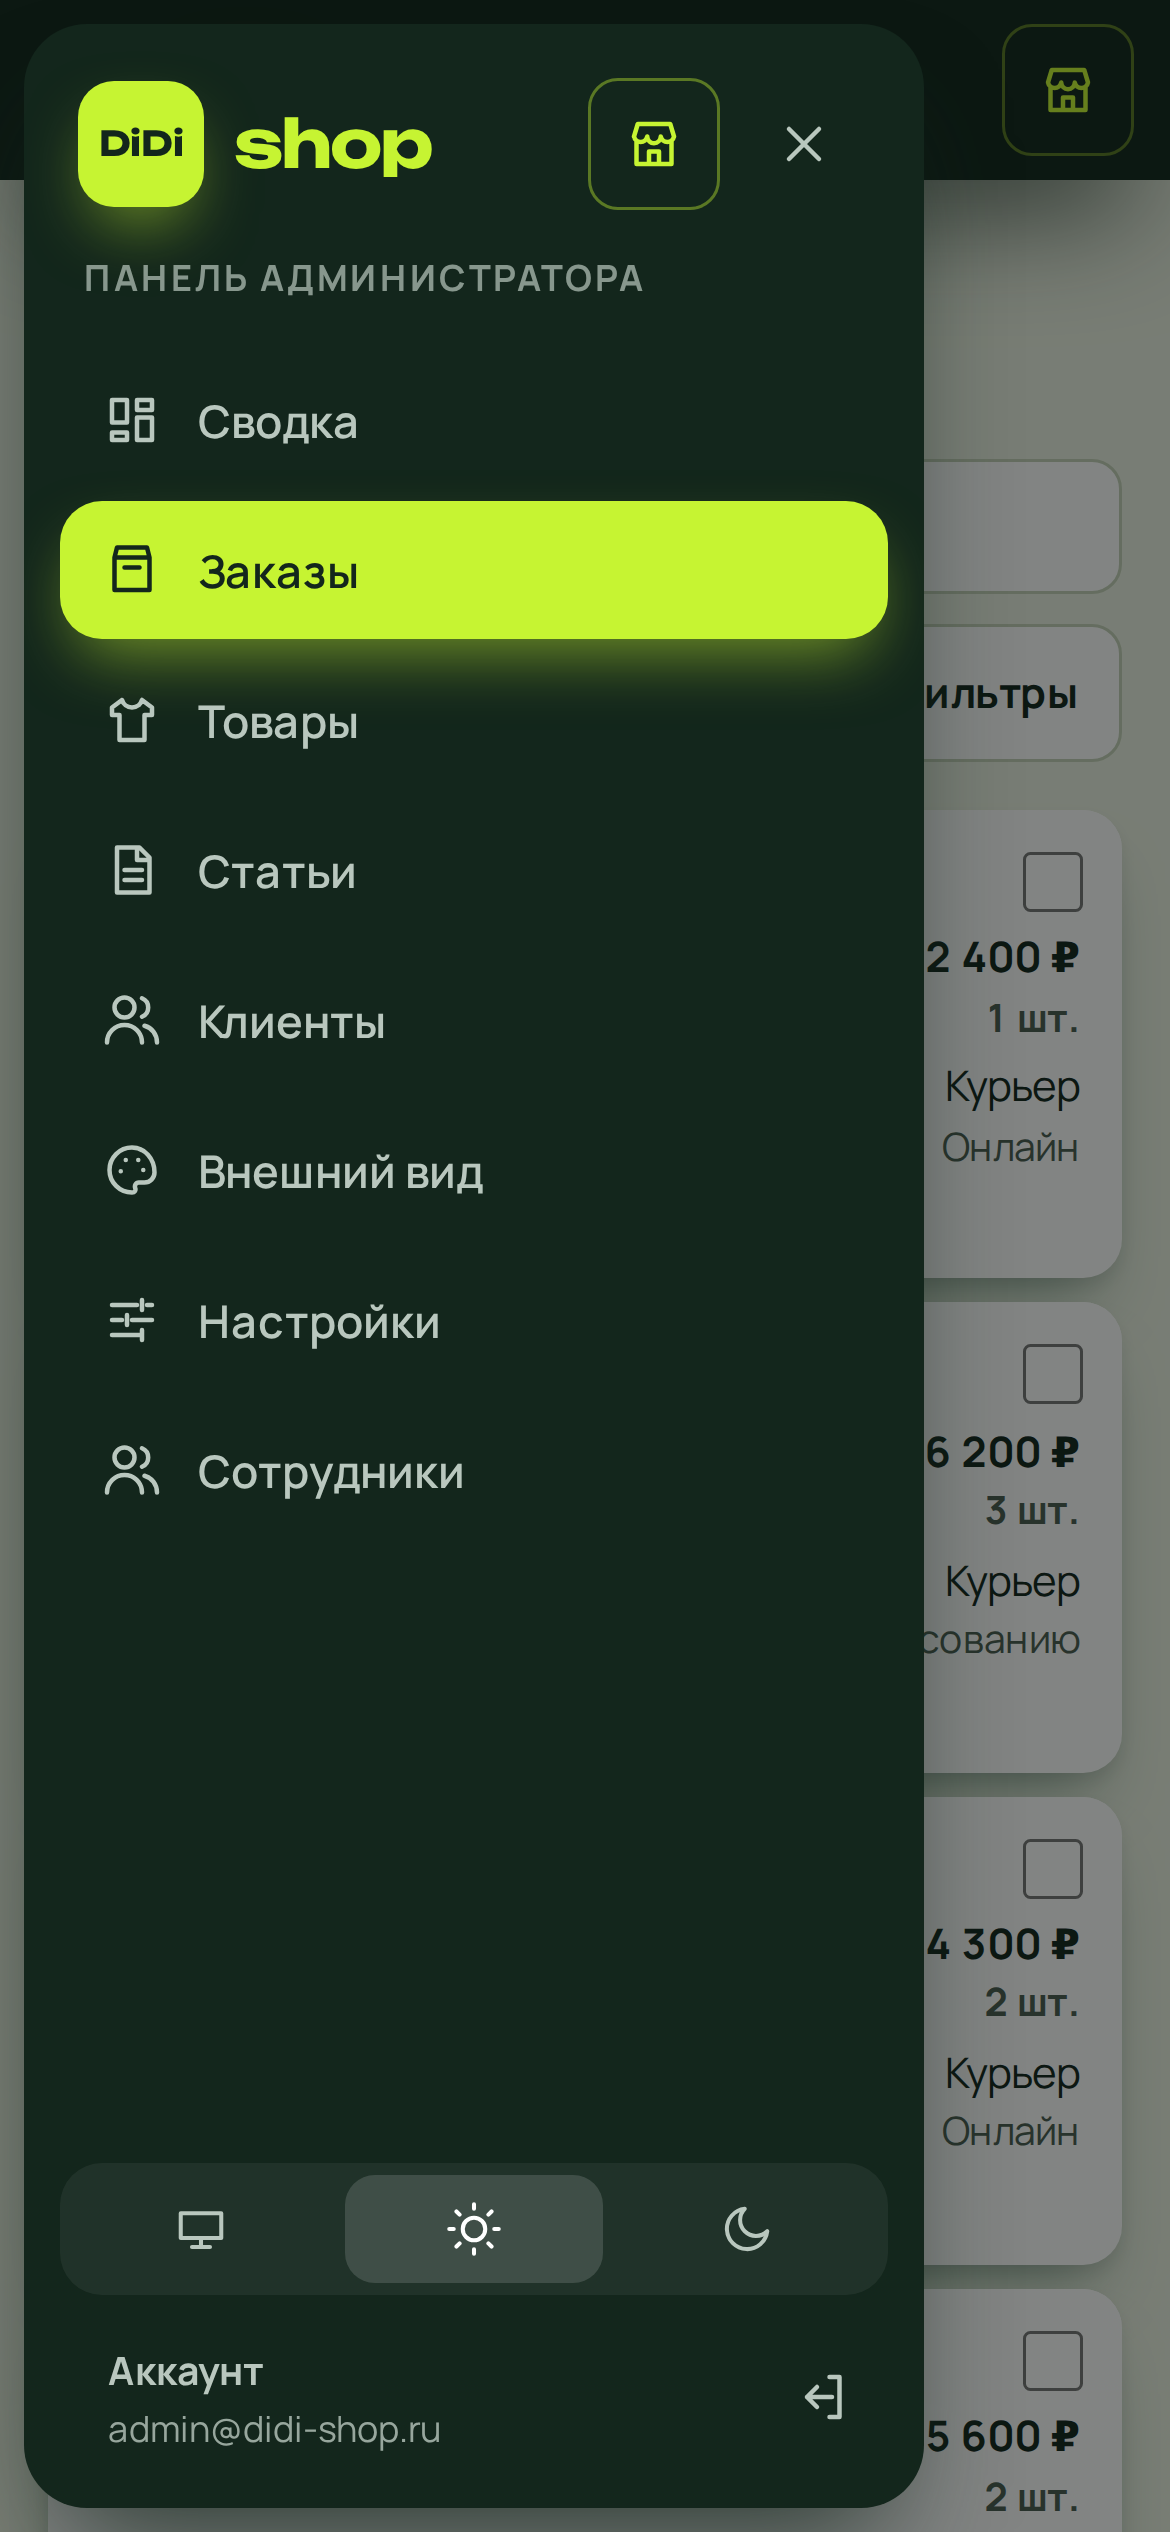 DiDi shop
ПАНЕЛЬ АДМИНИСТРАТОРА
Сводка
Заказы
Товары
Статьи
Клиенты
Внешний вид
Настройки
Сотрудники
Аккаунт
admin@didi-shop.ru
ильтры
2 400 ₽
1 шт.
Курьер
Онлайн
6 200 ₽
3 шт.
Курьер
сованию
4 300 ₽
2 шт.
Курьер
Онлайн
5 600 ₽
2 шт.